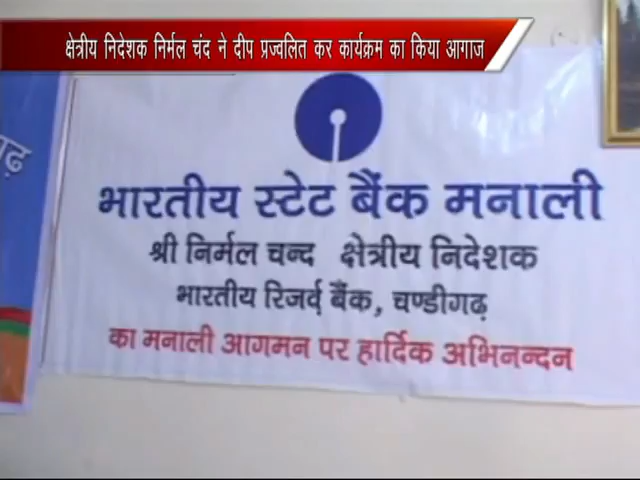 क्षेत्रीय निदेशक निर्मल चंद ने दीप प्रज्वलित कर कार्यक्रम का किया आगाज
भारतीय स्टेट बैंक मनाली
श्री निर्मल चन्द क्षेत्रीय निदेशक
भारतीय रिजर्व बैंक, चण्डीगढ़
का मनाली आगमन पर हार्दिक अभिनन्दन